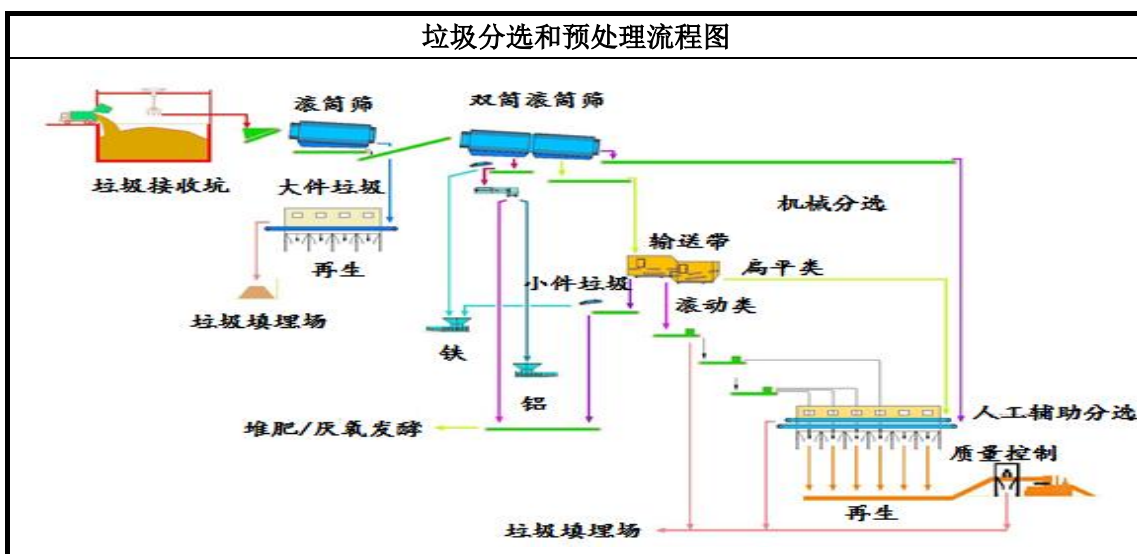 垃圾分选和预处理流程图
滚筒筛
双筒滚筒筛
垃圾接收坑
大件垃圾
机械分选
输送带
再生
小件垃圾
扁平类
垃圾填埋场
滚动类
铁
铝
堆肥/厌氧发酵
人工辅助分选
质量控制
再生
垃圾填埋场